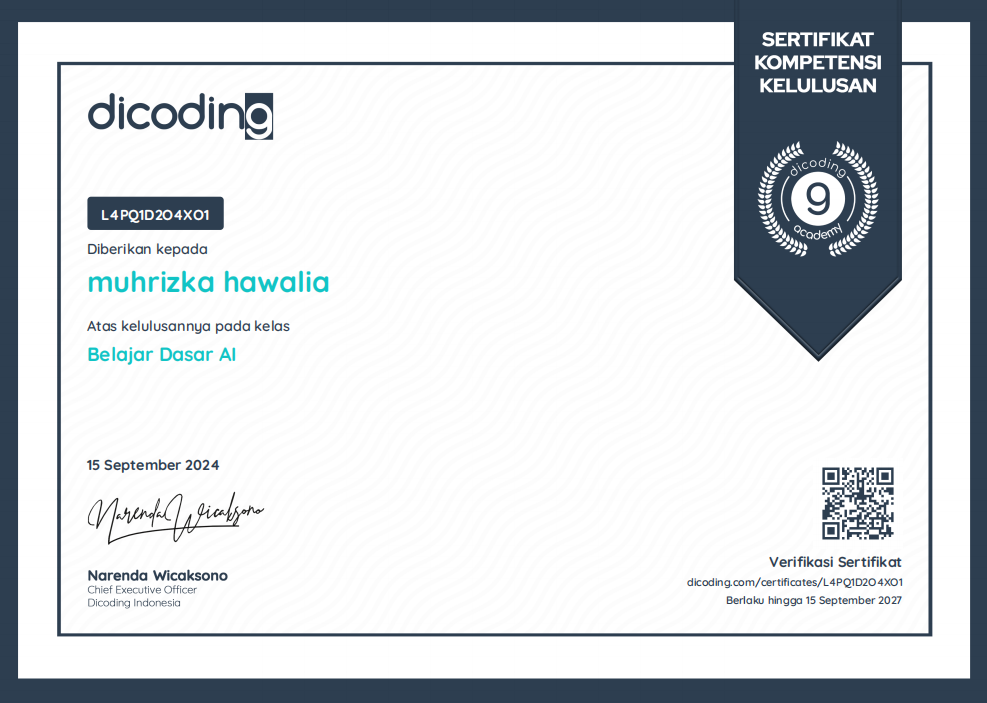 SERTIFIKAT
KOMPETENSI
KELULUSAN
dicoding
dicoding
9
academy
L4PQ1D2O4XO1
Diberikan kepada
muhrizka hawalia
Atas kelulusannya pada kelas
Belajar Dasar AI
15 September 2024
Narenda Wicaksono
Narenda Wicaksono
Chief Executive Officer
Dicoding Indonesia
Verifikasi Sertifikat
dicoding.com/certificates/L4PQ1D2O4XO1
Berlaku hingga 15 September 2027